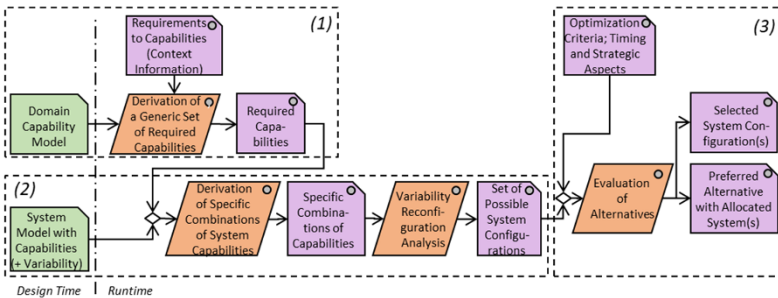 (1)
Requirements
to Capabilities
(Context
Information)
Domain
Capability
Model
Derivation of
a Generic Set
of Required
Capabilities
Required
Capa-
bilities
(2)
System
Model with
Capabilities
(+ Variability)
Derivation
of Specific
Combinations
of System
Capabilities
Specific
Combina-
tions of
Capabilities
Variability
Reconfigu-
ration
Analysis
Set of
Possible
System
Configu-
rations
(3)
Optimization
Criteria; Timing
and Strategic
Aspects
Evaluation
of
Alternatives
Selected
System Con-
figuration(s)
Preferred
Alternative
with Allocated
System(s)
Design Time
Runtime